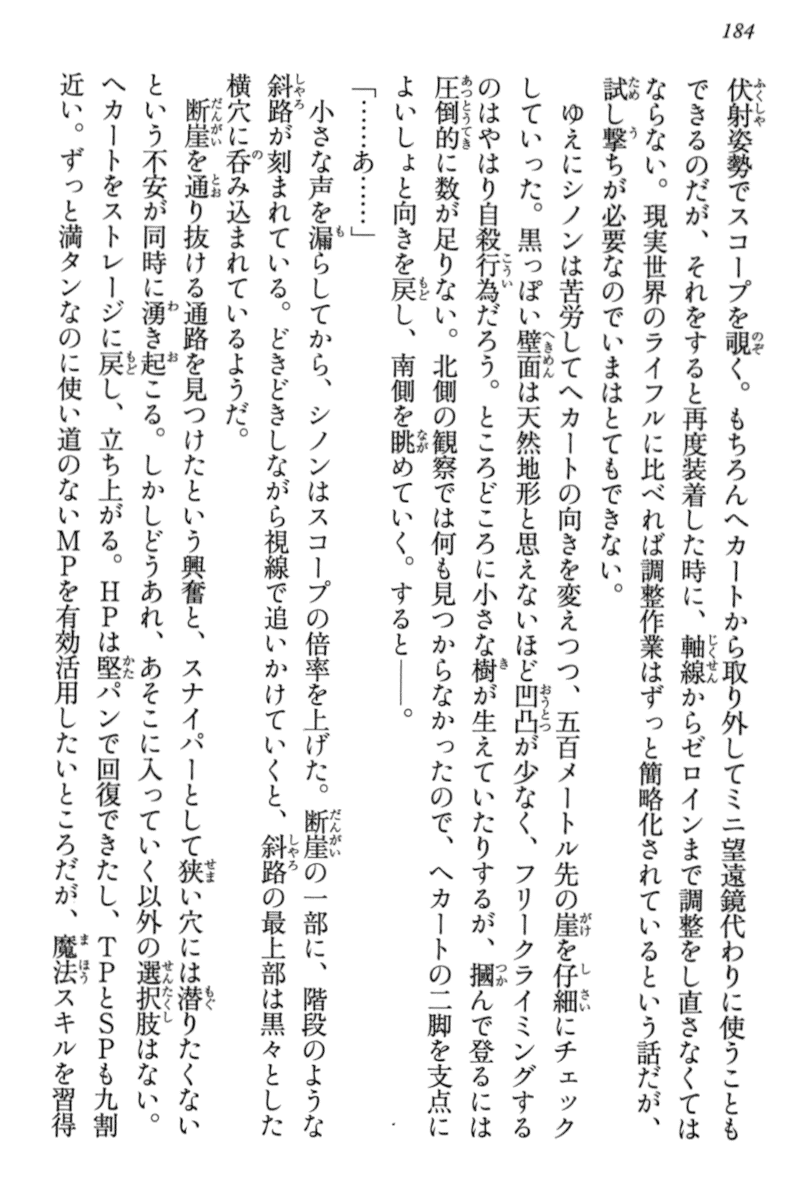 184
伏射姿勢でスコープを覗く。もちろんヘカートから取り外してミニ望遠鏡代わりに使うことも
できるのだが、それをすると再度装着した時に、軸線からゼロインまで調整をし直さなくては
ならない。現実世界のライフルに比べれば調整作業はずっと簡略化されているという話だが、
試し撃ちが必要なのでいまはとてもできない。
ゆえにシノンは苦労してヘカートの向きを変えつつ、五百メートル先の崖を仔細にチェック
していった。黒っぽい壁面は天然地形と思えないほど凹凸が少なく、フリークライミングする
のはやはり自殺行為だろう。ところどころに小さな樹が生えていたりするが、摑んで登るには
圧倒的に数が足りない。北側の観察では何も見つからなかったので、ヘカートの二脚を支点に
よいしょと向きを戻し、南側を眺めていく。すると――。
「……あ……」
小さな声を漏らしてから、シノンはスコープの倍率を上げた。断崖の一部に、階段のような
斜路が刻まれている。どきどきしながら視線で追いかけていくと、斜路の最上部は黒々とした
横穴に呑み込まれているようだ。
断崖を通り抜ける通路を見つけたという興奮と、スナイパーとして狭い穴には潜りたくない
という不安が同時に湧き起こる。しかしどうあれ、あそこに入っていく以外の選択肢はない。
ヘカートをストレージに戻し、立ち上がる。HPは堅パンで回復できたし、TPとSPも九割
近い。ずっと満タンなのに使い道のないMPを有効活用したいところだが、魔法スキルを習得